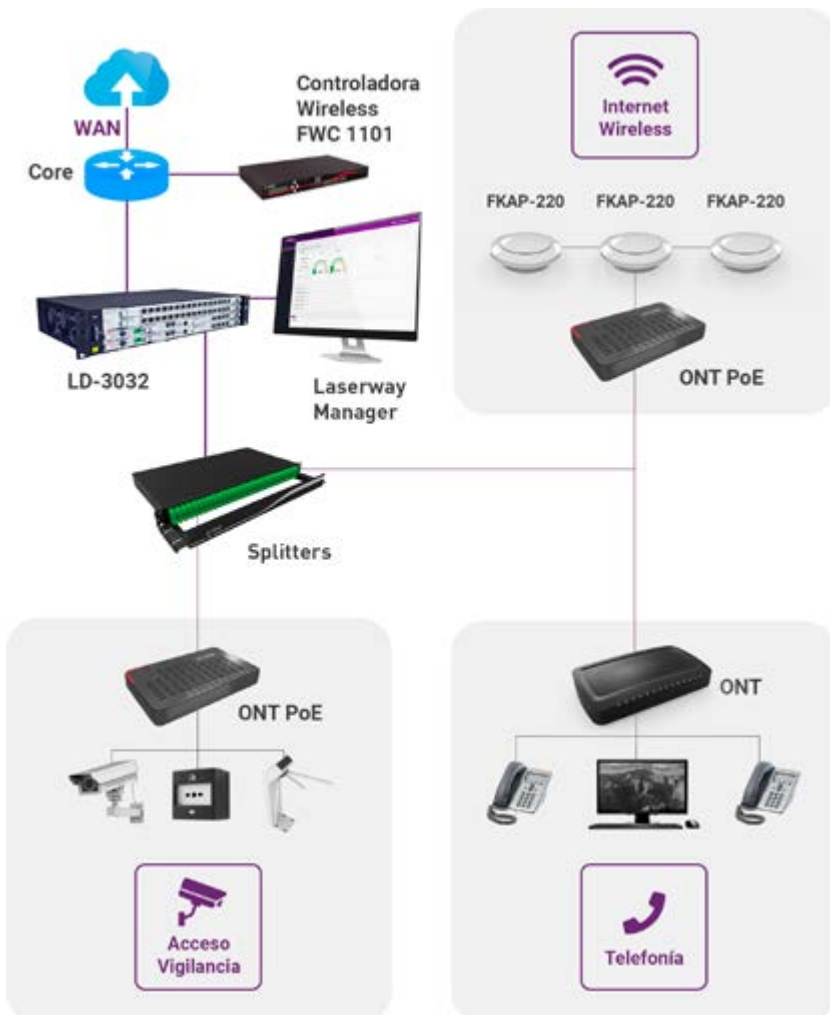 WAN
Core
Controladora
Wireless
FWC 1101
LD-3032
Laserway
Manager
Splitters
Internet
Wireless
FKAP-220
FKAP-220
FKAP-220
ONT PoE
ONT PoE
Acceso
Vigilancia
ONT
Telefonía